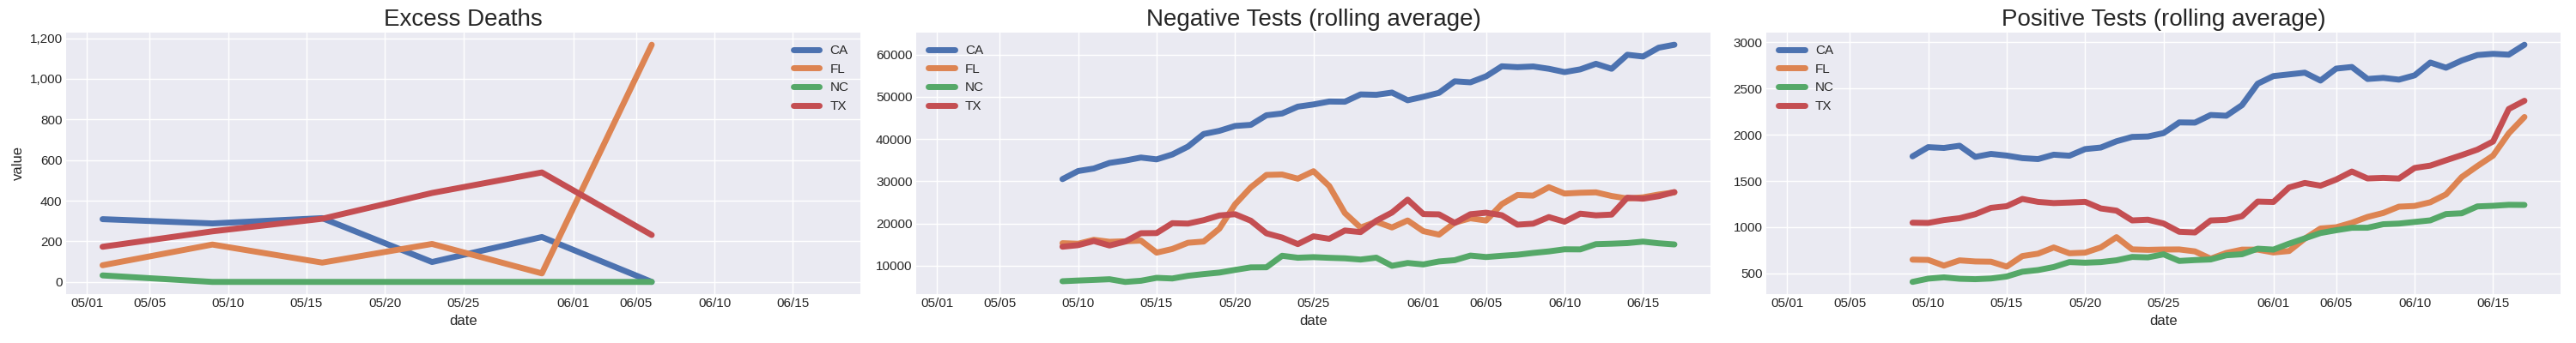 Excess Deaths
1,200
1,000
800
600
400
200
0
value
CA
FL
NC
TX
05/01 05/05 05/10 05/15 05/20 05/25 06/01 06/05 06/10 06/15
date
Negative Tests (rolling average)
60000
50000
40000
30000
20000
10000
CA
FL
NC
TX
05/01 05/05 05/10 05/15 05/20 05/25 06/01 06/05 06/10 06/15
date
Positive Tests (rolling average)
3000
2500
2000
1500
1000
500
CA
FL
NC
TX
05/01 05/05 05/10 05/15 05/20 05/25 06/01 06/05 06/10 06/15
date